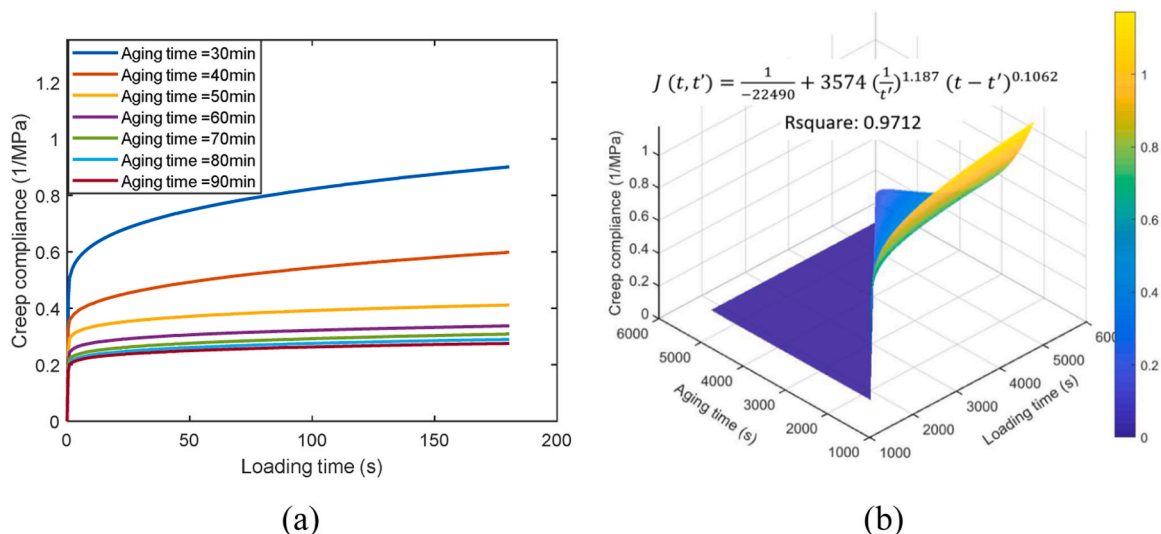 1.2
1
0.8
0.6
0.4
0.2
0
Creep compliance (1/MPa)
Aging time =30min
Aging time =40min
Aging time =50min
Aging time =60min
Aging time =70min
Aging time =80min
Aging time =90min
0 50 100 150 200
Loading time (s)
(a)
J (t,t′) = 1/−22490 + 3574 (1/t′)^1.187 (t − t′)^0.1062
Rsquare: 0.9712
Creep compliance (1/MPa)
1
0.8
0.6
0.4
0.2
0
6000
5000
4000
3000
2000
1000
Aging time (s)
1000
2000
3000
4000
5000
600
Loading time (s)
1
0.8
0.6
0.4
0.2
0
(b)